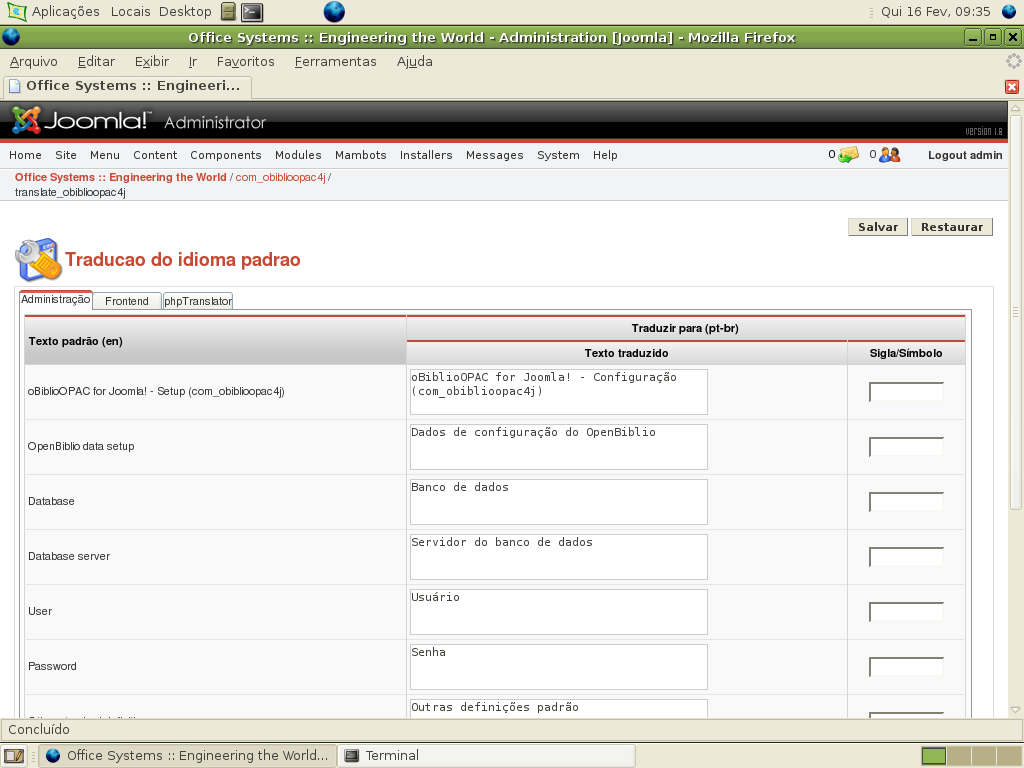 Aplicações Locais Desktop Qui 16 Fev, 09:35
Office Systems :: Engineering the World - Administration [Joomla] - Mozilla Firefox
Arquivo Editar Exibir Ir Favoritos Ferramentas Ajuda
Office Systems :: Engineeri...
Joomla!™ Administrator
version 1.0
Home Site Menu Content Components Modules Mambots Installers Messages System Help 0 0 Logout admin
Office Systems :: Engineering the World / com_obiblioopac4j /
translate_obiblioopac4j
Salvar Restaurar
Traducao do idioma padrao
Administração Frontend phpTranslator
Texto padrão (en) Traduzir para (pt-br)
Texto traduzido Sigla/Símbolo
oBiblioOPAC for Joomla! - Setup (com_obiblioopac4j) oBiblioOPAC for Joomla! - Configuração
(com_obiblioopac4j)
OpenBiblio data setup Dados de configuração do OpenBiblio
Database Banco de dados
Database server Servidor do banco de dados
User Usuário
Password Senha
Outras definições padrão
Concluído
Office Systems :: Engineering the World... Terminal